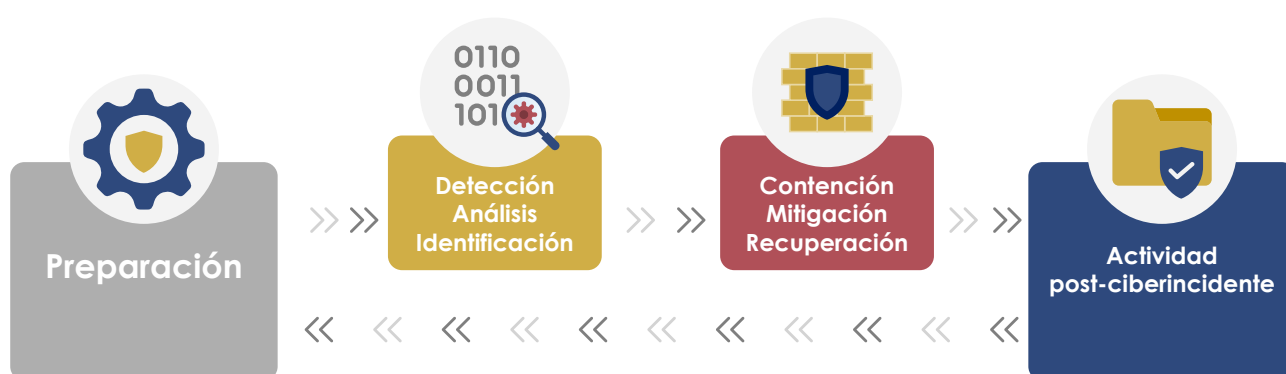 Preparación
0110
0011
101
Detección
Análisis
Identificación
Contención
Mitigación
Recuperación
Actividad
post-ciberincidente